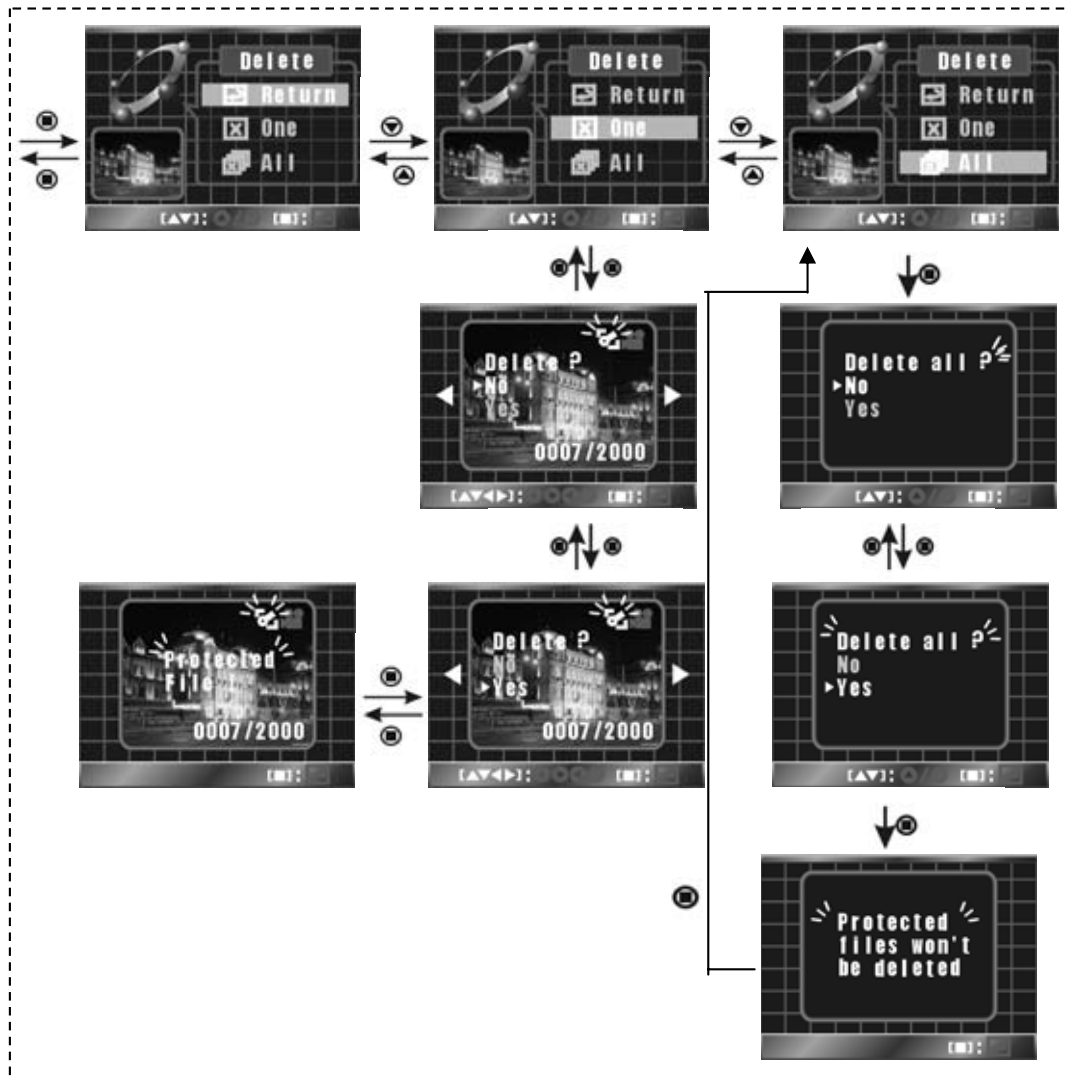 Delete
Return
One
All
[▲▼]: [■]:
Delete
Return
One
All
[▲▼]: [■]:
Delete
Return
One
All
[▲▼]: [■]:
Delete ?
▶No
Yes
0007/2000
[▲▼◀▶]: [■]:
Delete all ?
▶No
Yes
[▲▼]: [■]:
Protected
File
0007/2000
[■]:
Delete ?
No
▶Yes
0007/2000
[▲▼◀▶]: [■]:
Delete all ?
No
▶Yes
[▲▼]: [■]:
Protected
files won't
be deleted
[■]: